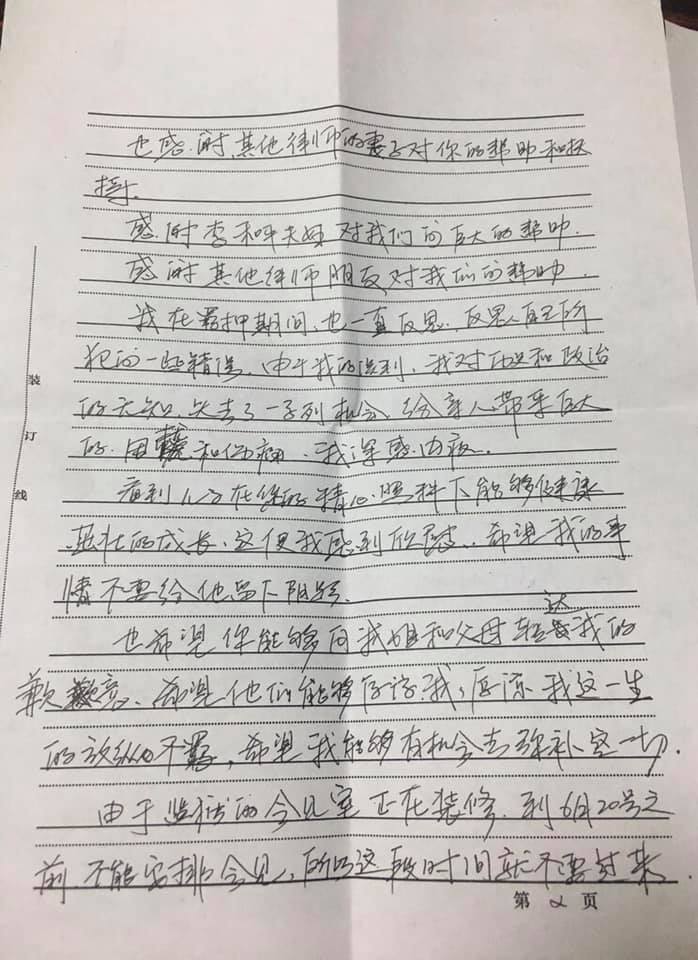 也感谢其他律师的妻子对你的帮助和扶
持。
感谢李和平夫妇对我们的巨大的帮助.
感谢其他律师朋友对我们的帮助.
我在羁押期间,也一直反思,反思自己所
犯的一些错误,由于我的 ,我对历史和政治
的无知,失去了一系列机会,给亲人带来巨大
的困 和伤痛、我深感内疚。
看到儿子在你的精心照料下能够健康
茁壮的成长、这使我感到欣慰、希望我的事
情不要给他留下阴影.
也希望你能够向我姐和父母转达我的
歉意、希望他们能够原谅我,原谅我这一生
的放纵不羁,希望我能够有机会去弥补这一切.
由于监狱的会见室正在装修,到6月20号之
前,不能安排会见,所以这段时间就不要过来
装
订
线
第 2 页